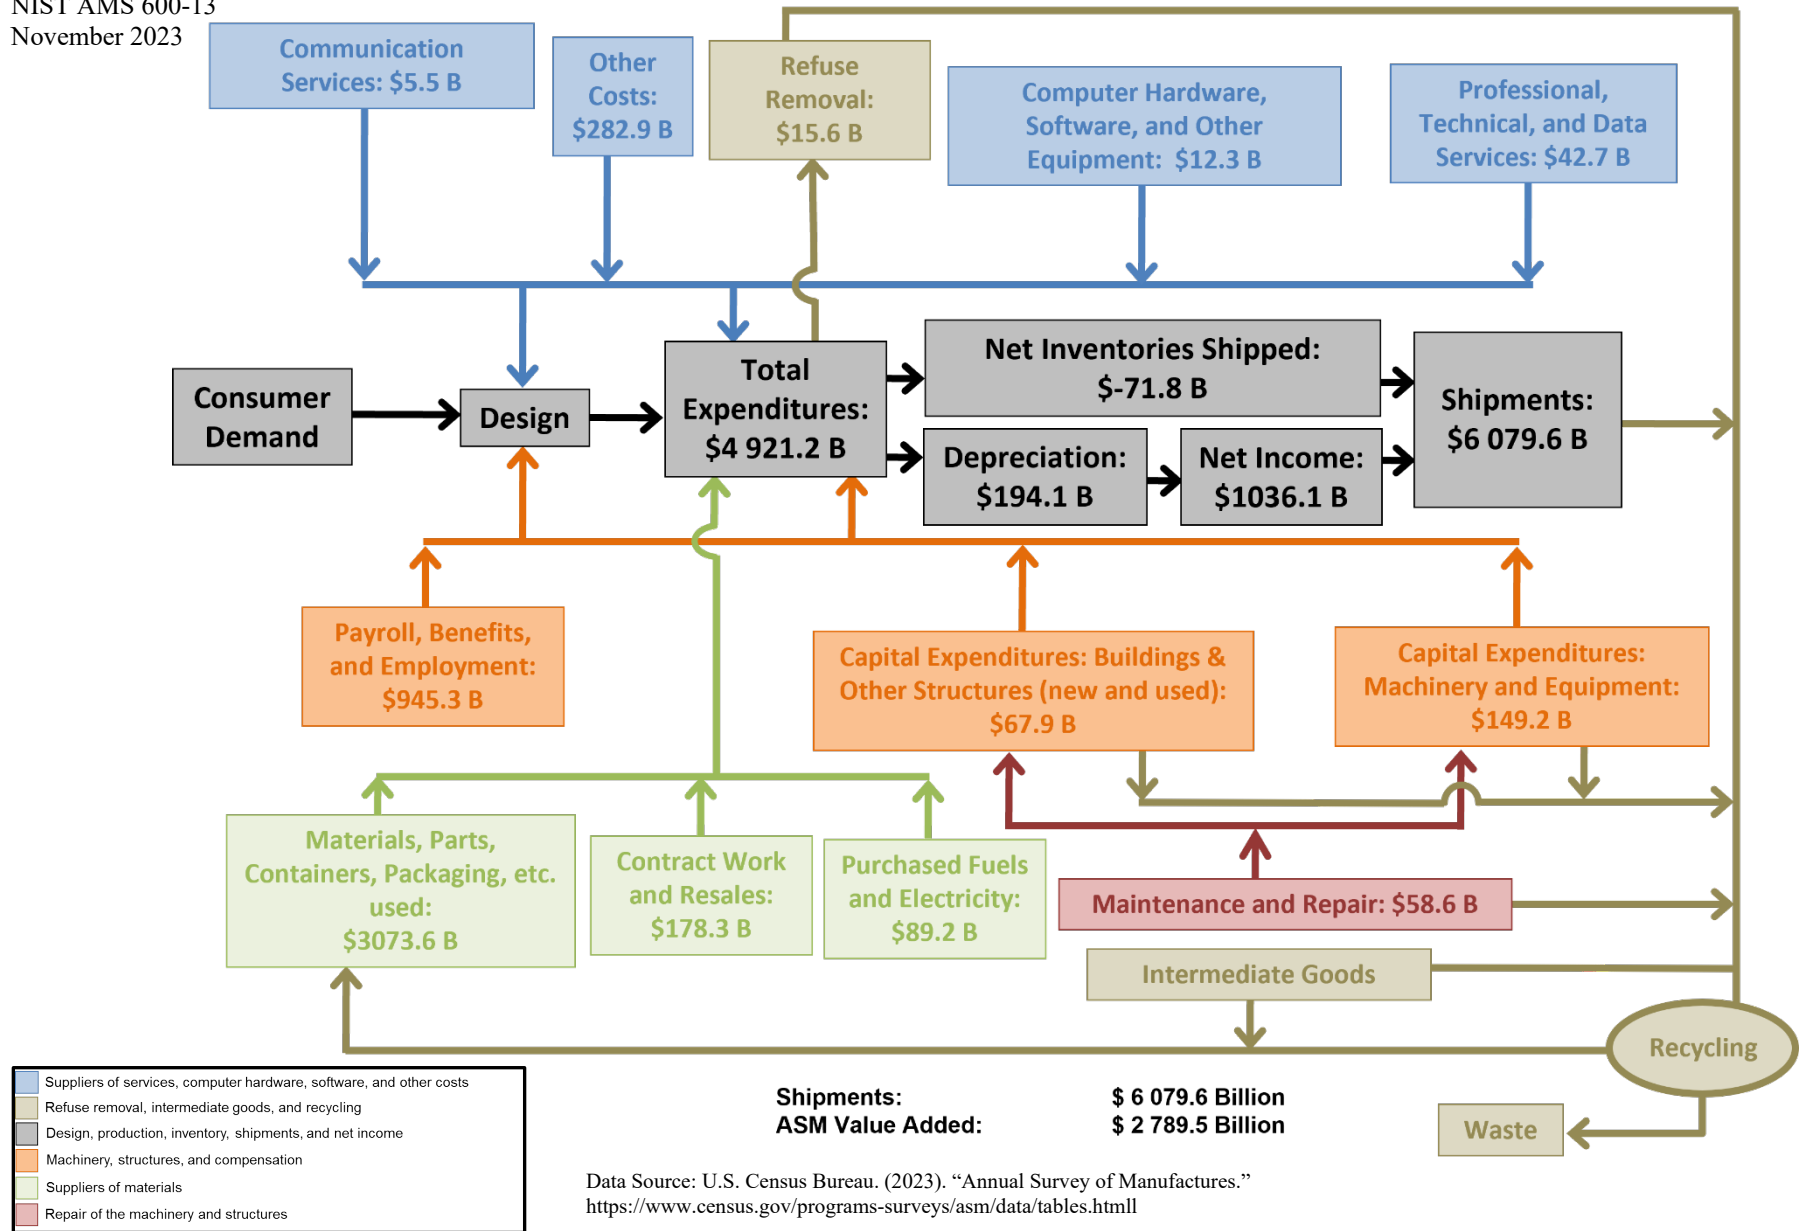 NIST AMS 600-13
November 2023
Communication
Services: $5.5 B
Other
Costs:
$282.9 B
Refuse
Removal:
$15.6 B
Computer Hardware,
Software, and Other
Equipment:  $12.3 B
Professional,
Technical, and Data
Services: $42.7 B
Consumer
Demand
Design
Total
Expenditures:
$4 921.2 B
Net Inventories Shipped:
$-71.8 B
Depreciation:
$194.1 B
Net Income:
$1036.1 B
Shipments:
$6 079.6 B
Payroll, Benefits,
and Employment:
$945.3 B
Capital Expenditures: Buildings &
Other Structures (new and used):
$67.9 B
Capital Expenditures:
Machinery and Equipment:
$149.2 B
Materials, Parts,
Containers, Packaging, etc.
used:
$3073.6 B
Contract Work
and Resales:
$178.3 B
Purchased Fuels
and Electricity:
$89.2 B
Maintenance and Repair: $58.6 B
Intermediate Goods
Recycling
Waste
Suppliers of services, computer hardware, software, and other costs
Refuse removal, intermediate goods, and recycling
Design, production, inventory, shipments, and net income
Machinery, structures, and compensation
Suppliers of materials
Repair of the machinery and structures
Shipments: $ 6 079.6 Billion
ASM Value Added: $ 2 789.5 Billion
Data Source: U.S. Census Bureau. (2023). “Annual Survey of Manufactures.”
https://www.census.gov/programs-surveys/asm/data/tables.htmll